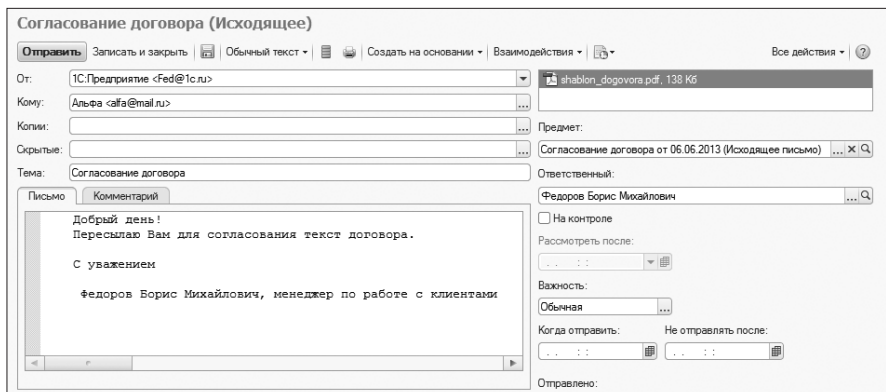 Согласование договора (Исходящее)
Отправить Записать и закрыть Обычный текст Создать на основании Взаимодействия Все действия ?
От: 1С:Предприятие <Fed@1c.ru>
shablon_dogovora.pdf, 138 Кб
Кому: Альфа <alfa@mail.ru> ...
Копии: ...
Предмет:
Скрытые: ...
Согласование договора от 06.06.2013 (Исходящее письмо) ... ×
Тема: Согласование договора
Ответственный:
Письмо Комментарий
Федоров Борис Михайлович ...
Добрый день!
На контроле
Пересылаю Вам для согласования текст договора.
Рассмотреть после:
. . : :
С уважением
Важность:
Федоров Борис Михайлович, менеджер по работе с клиентами
Обычная ...
Когда отправить: Не отправлять после:
. . : : . . : :
Отправлено: